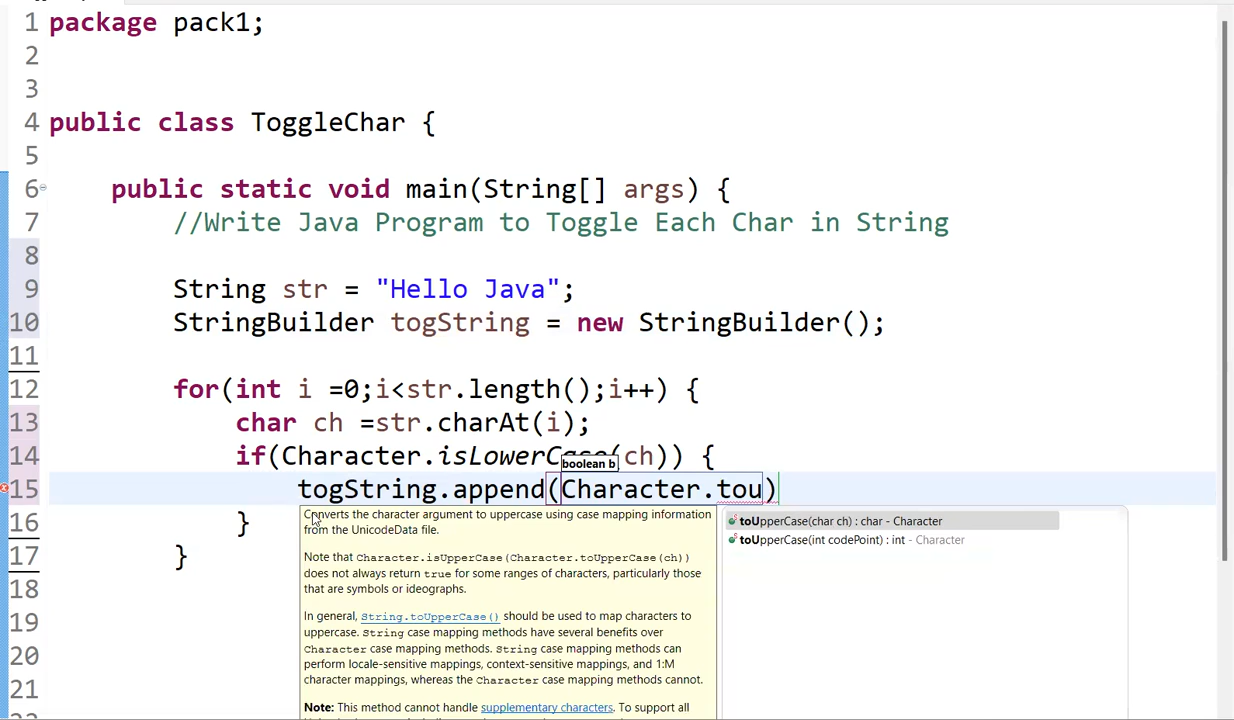 1 package pack1;
2
3
4 public class ToggleChar {
5
6 public static void main(String[] args) {
7 //Write Java Program to Toggle Each Char in String
8
9 String str = "Hello Java";
10 StringBuilder togString = new StringBuilder();
11
12 for(int i =0;i<str.length();i++) {
13 char ch =str.charAt(i);
14 if(Character.isLowerCase(ch)) {
boolean b
15 togString.append(Character.tou)
16 }
17 }
18
19
20
21
22
Converts the character argument to uppercase using case mapping information
from the UnicodeData file.
Note that Character.isUpperCase(Character.toUpperCase(ch))
does not always return true for some ranges of characters, particularly those
that are symbols or ideographs.
In general, String.toUpperCase() should be used to map characters to
uppercase. String case mapping methods have several benefits over
Character case mapping methods. String case mapping methods can
perform locale-sensitive mappings, context-sensitive mappings, and 1:M
character mappings, whereas the Character case mapping methods cannot.
Note: This method cannot handle supplementary characters. To support all
toUpperCase(char ch) : char - Character
toUpperCase(int codePoint) : int - Character